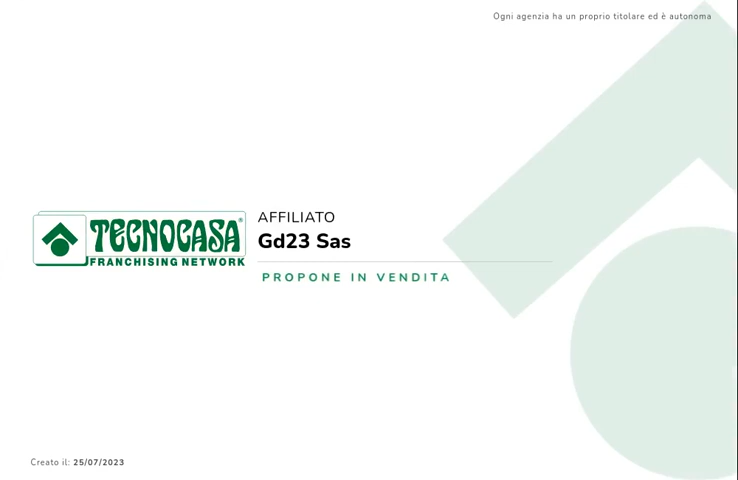 Ogni agenzia ha un proprio titolare ed è autonoma
TECNOCASA®
FRANCHISING NETWORK
AFFILIATO
Gd23 Sas
PROPONE IN VENDITA
Creato il: 25/07/2023